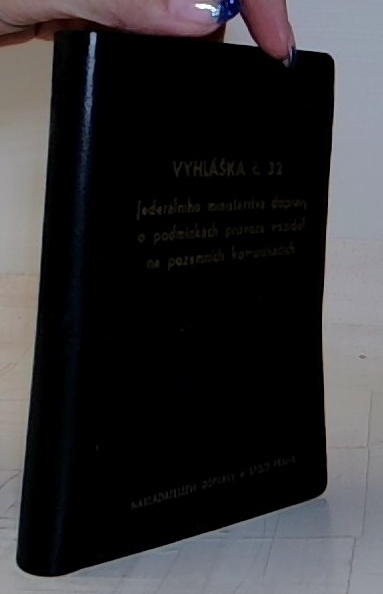 VYHLÁŠKA č. 32
federálního ministerstva dopravy
o podmínkách provozu vozidel
na pozemních komunikacích
NAKLADATELSTVÍ DOPRAVY A SPOJŮ PRAHA